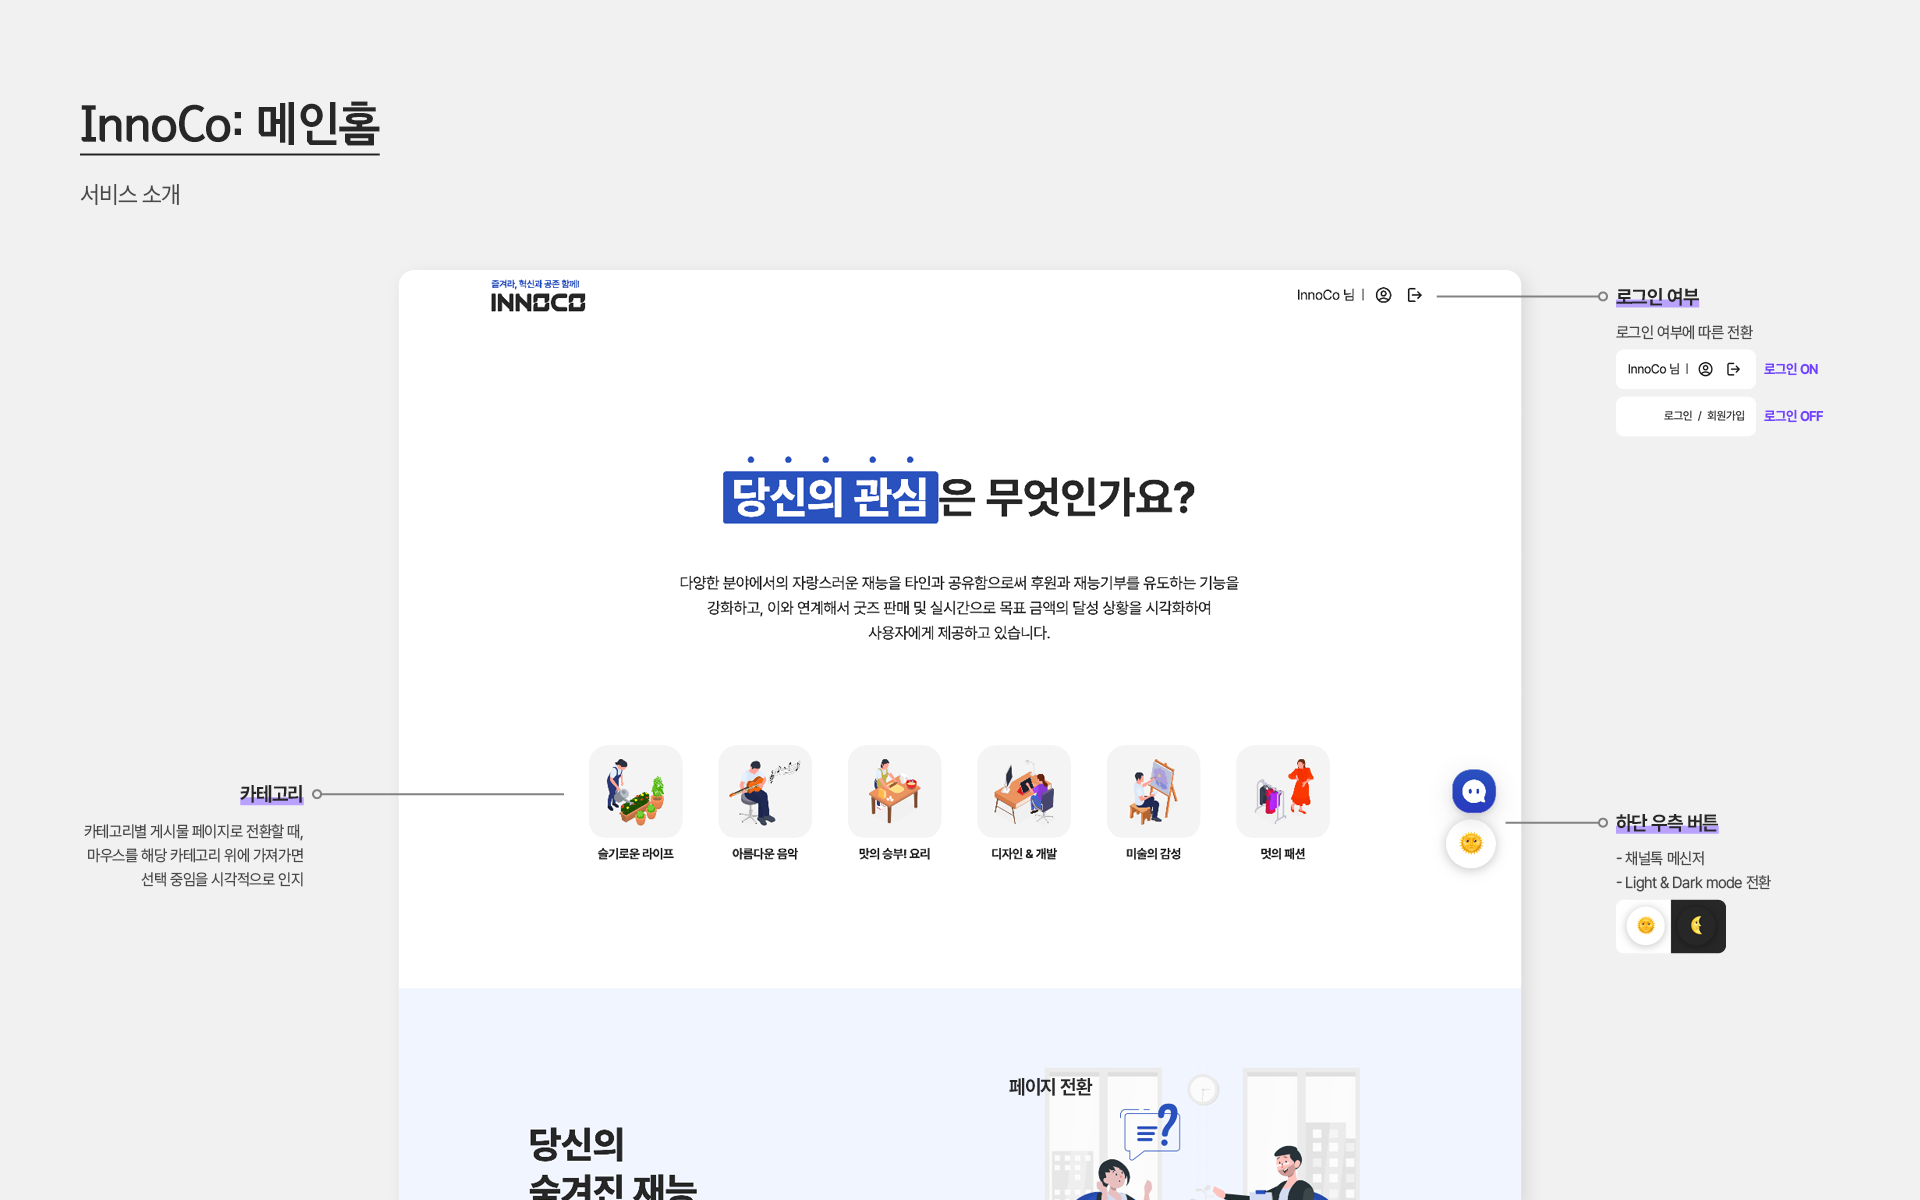 InnoCo: 메인홈
서비스 소개
즐겨라, 혁신과 공존 함께!
INNOCO
InnoCo 님 |
로그인 여부
로그인 여부에 따른 전환
InnoCo 님 |
로그인 ON
로그인 / 회원가입
로그인 OFF
당신의 관심은 무엇인가요?
다양한 분야에서의 자랑스러운 재능을 타인과 공유함으로써 후원과 재능기부를 유도하는 기능을
강화하고, 이와 연계해서 굿즈 판매 및 실시간으로 목표 금액의 달성 상황을 시각화하여
사용자에게 제공하고 있습니다.
카테고리
카테고리별 게시물 페이지로 전환할 때,
마우스를 해당 카테고리 위에 가져가면
선택 중임을 시각적으로 인지
슬기로운 라이프
아름다운 음악
맛의 승부! 요리
디자인 & 개발
미술의 감성
멋의 패션
하단 우측 버튼
- 채널톡 메신저
- Light & Dark mode 전환
페이지 전환
당신의
숨겨진 재능